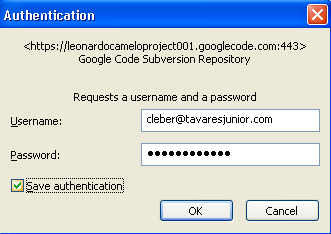 Authentication
<https://leonardocameloproject001.googlecode.com:443>
Google Code Subversion Repository
Requests a username and a password
Username:
cleber@tavaresjunior.com
Password:
●●●●●●●●●●●●
Save authentication
OK
Cancel